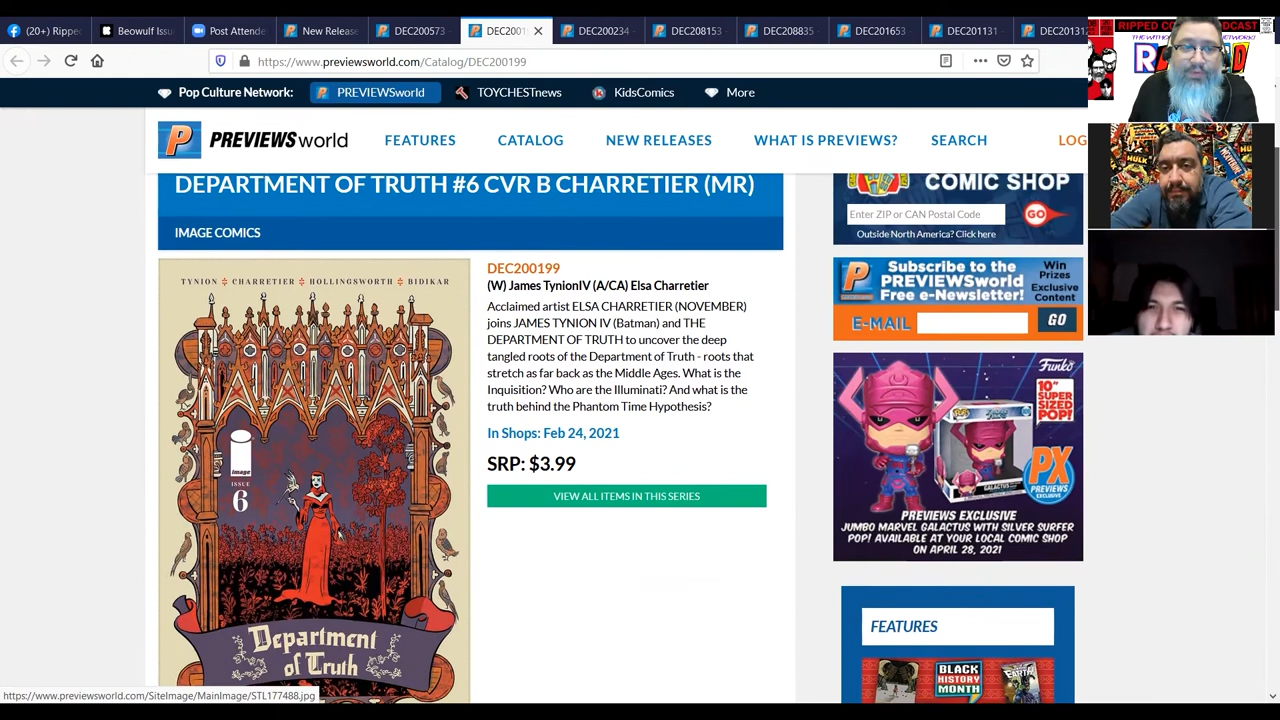 (20+) Ripped
Beowulf Issu
Post Attende
New Release
DEC200573
DEC2001
DEC200234
DEC208153
DEC208835
DEC201653
DEC201131
DEC201312
https://www.previewsworld.com/Catalog/DEC200199
RIPPED
Pop Culture Network:
PREVIEWSworld
TOYCHESTnews
KidsComics
More
PREVIEWSworld
FEATURES
CATALOG
NEW RELEASES
WHAT IS PREVIEWS?
SEARCH
LOG
DEPARTMENT OF TRUTH #6 CVR B CHARRETIER (MR)
IMAGE COMICS
TYNION CHARRETIER HOLLINGSWORTH BIDIKAR
image
ISSUE
6
Department
of Truth
DEC200199
(W) James TynionIV (A/CA) Elsa Charretier
Acclaimed artist ELSA CHARRETIER (NOVEMBER)
joins JAMES TYNION IV (Batman) and THE
DEPARTMENT OF TRUTH to uncover the deep
tangled roots of the Department of Truth - roots that
stretch as far back as the Middle Ages. What is the
Inquisition? Who are the Illuminati? And what is the
truth behind the Phantom Time Hypothesis?
In Shops: Feb 24, 2021
SRP: $3.99
VIEW ALL ITEMS IN THIS SERIES
COMIC SHOP
Enter ZIP or CAN Postal Code
GO
Outside North America? Click here
Subscribe to the
PREVIEWSworld
Free e-Newsletter!
Win
Prizes
Exclusive
Content
E-MAIL
GO
Funko
10"
SUPER
SIZED
POP!
PX
PREVIEWS
EXCLUSIVE
PREVIEWS EXCLUSIVE
JUMBO MARVEL GALACTUS WITH SILVER SURFER
POP! AVAILABLE AT YOUR LOCAL COMIC SHOP
ON APRIL 28, 2021
FEATURES
BLACK
HISTORY
MONTH
HULK
https://www.previewsworld.com/SiteImage/MainImage/STL177488.jpg